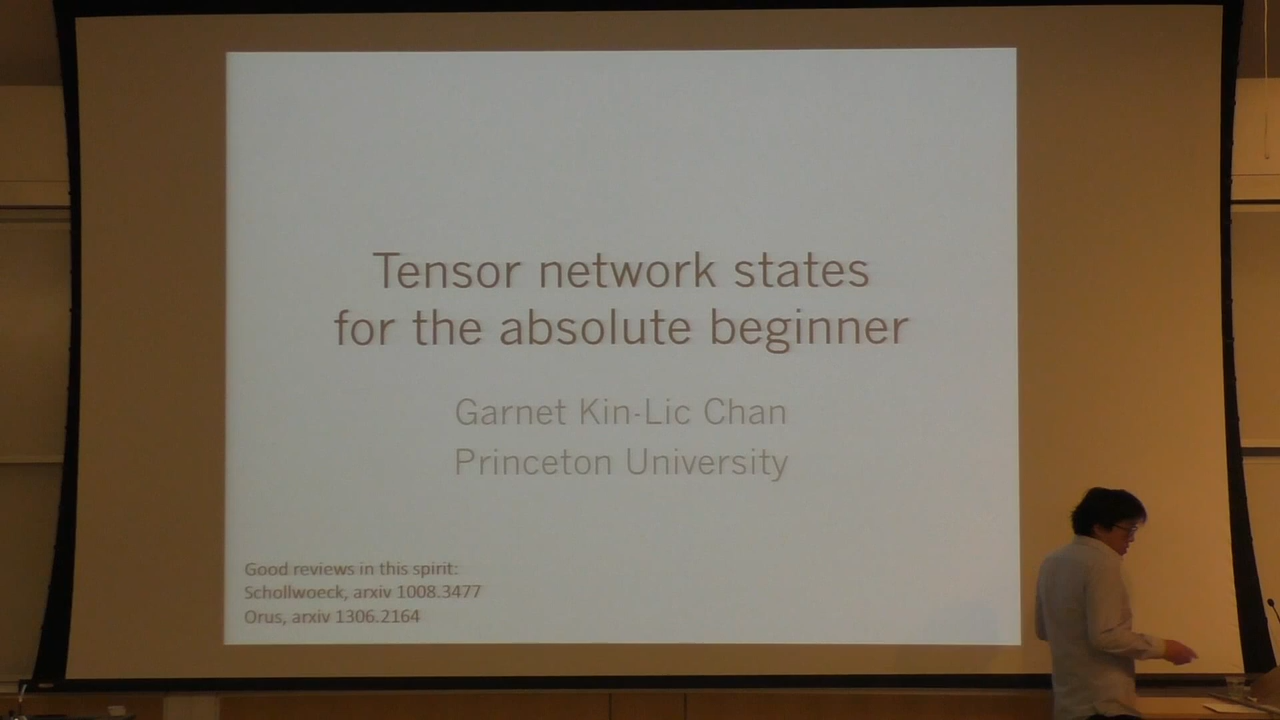 Tensor network states
for the absolute beginner
Garnet Kin-Lic Chan
Princeton University
Good reviews in this spirit:
Schollwoeck, arxiv 1008.3477
Orus, arxiv 1306.2164